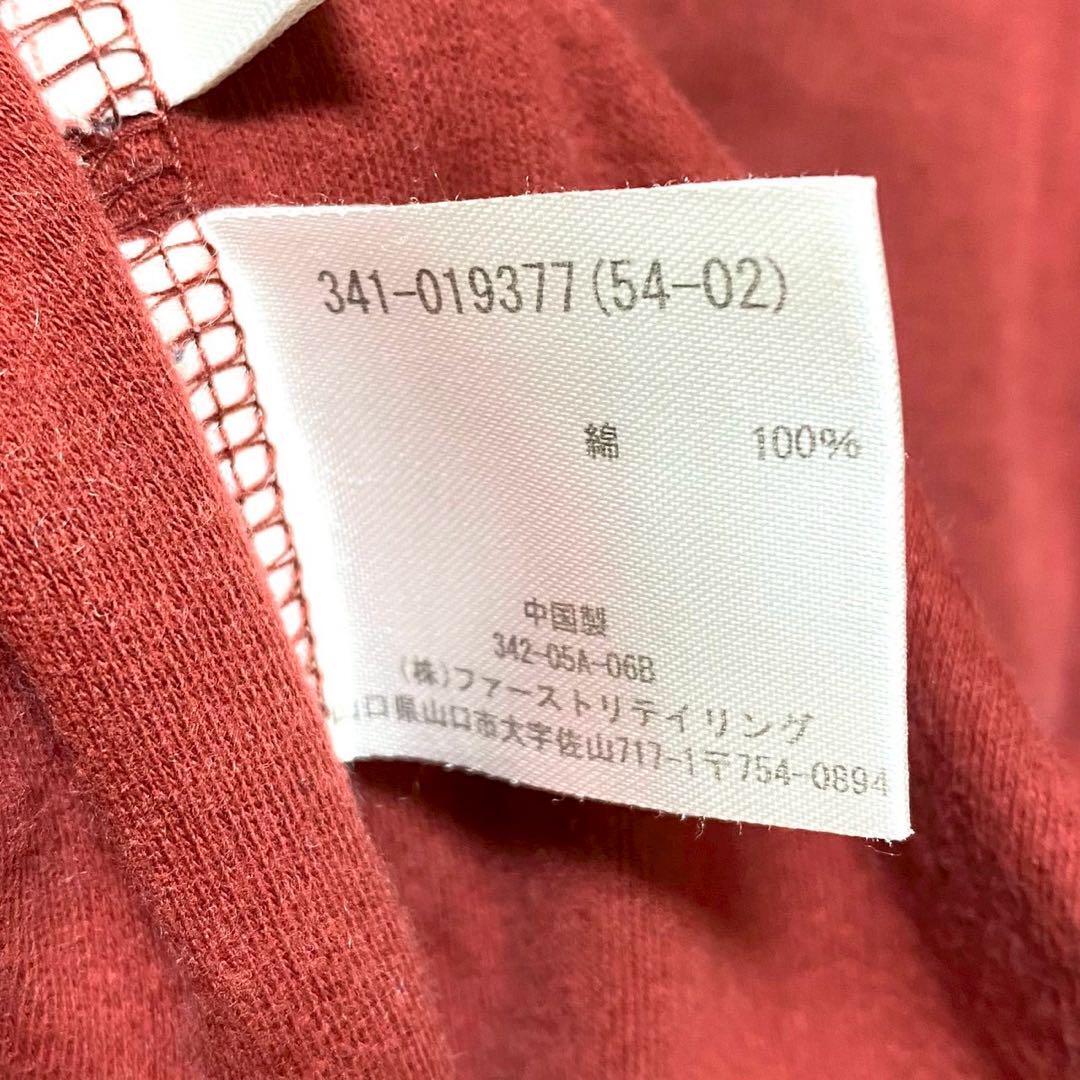 341-019377(54-02)
綿 100%
中国製
342-05A-06B
(株)ファーストリテイリング
山口県山口市大字佐山717-1〒754-0894